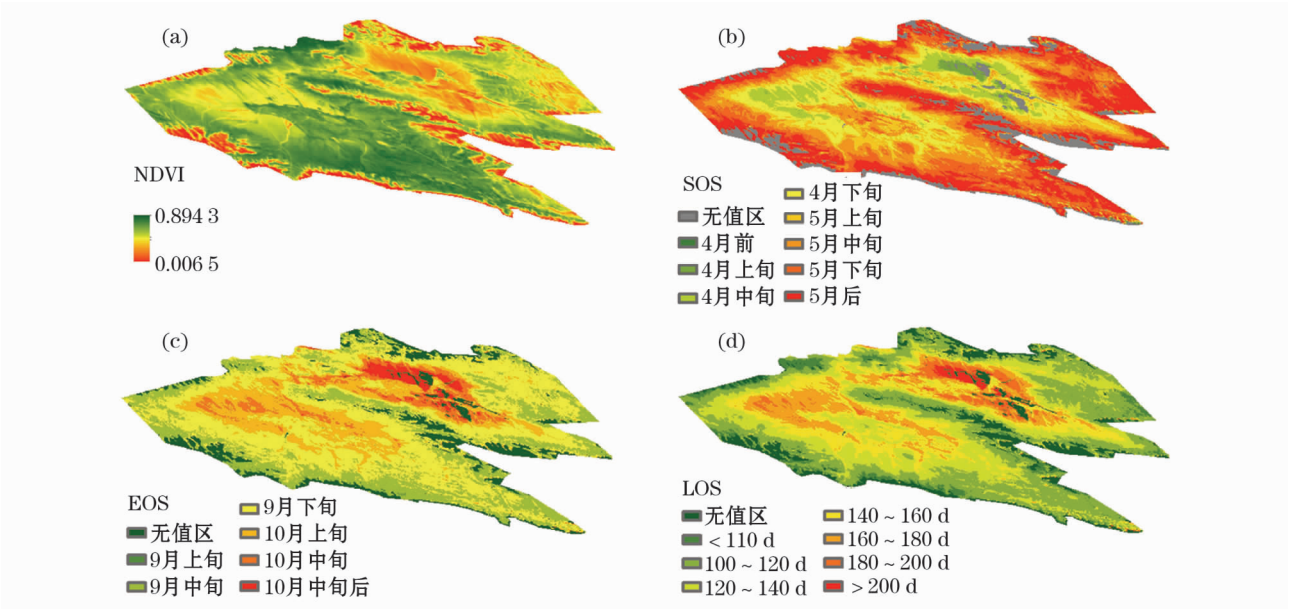 (a)
NDVI
0.894 3
0.006 5
(b)
SOS
无值区
4月前
4月上旬
4月中旬
4月下旬
5月上旬
5月中旬
5月下旬
5月后
(c)
EOS
无值区
9月上旬
9月中旬
9月下旬
10月上旬
10月中旬
10月中旬后
(d)
LOS
无值区
<110 d
100~120 d
120~140 d
140~160 d
160~180 d
180~200 d
>200 d